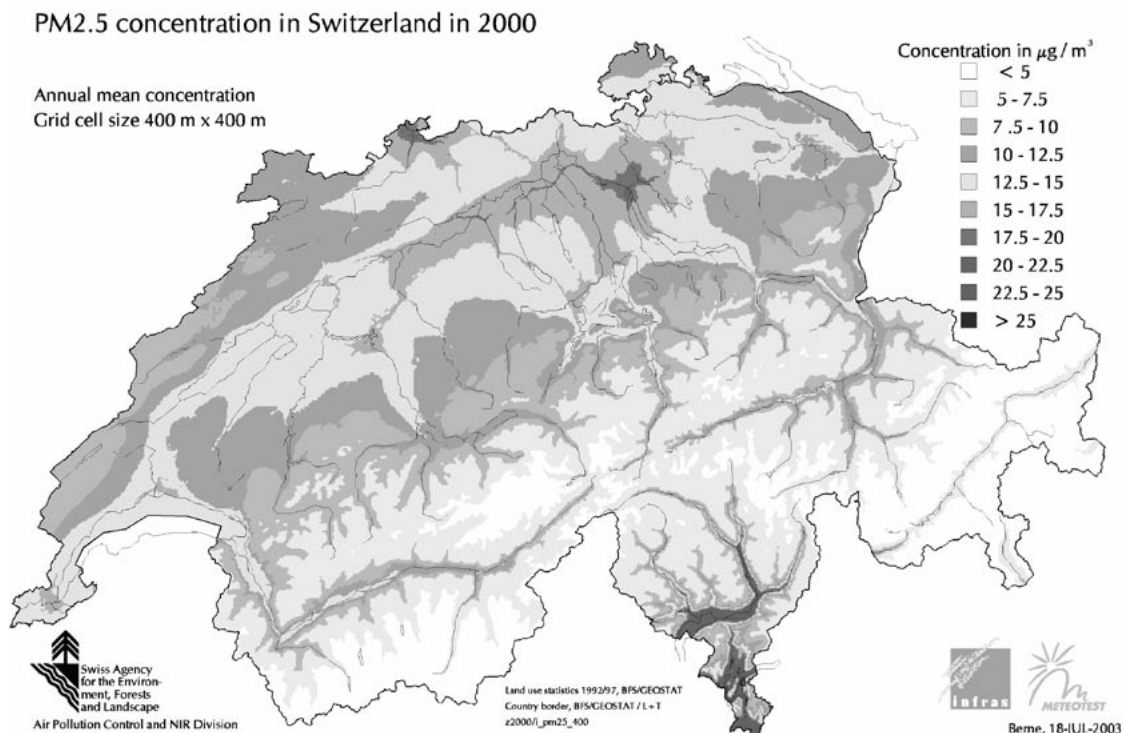 PM2.5 concentration in Switzerland in 2000
Annual mean concentration
Grid cell size 400 m x 400 m
Concentration in µg / m³
< 5
5 - 7.5
7 .5 - 10
10 - 12.5
12.5 - 15
15 - 17.5
17.5 - 20
20 - 22.5
22.5 - 25
> 25
Swiss Agency
for the Environ-
ment, Forests
and Landscape
Air Pollution Control and NIR Division
Land use statistics 1992/97, BFS/GEOSTAT
Country border, BFS/GEOSTAT / L + T
z2000/i_pm25_400
infras
METEOTEST
Berne, 18-JUL-2003